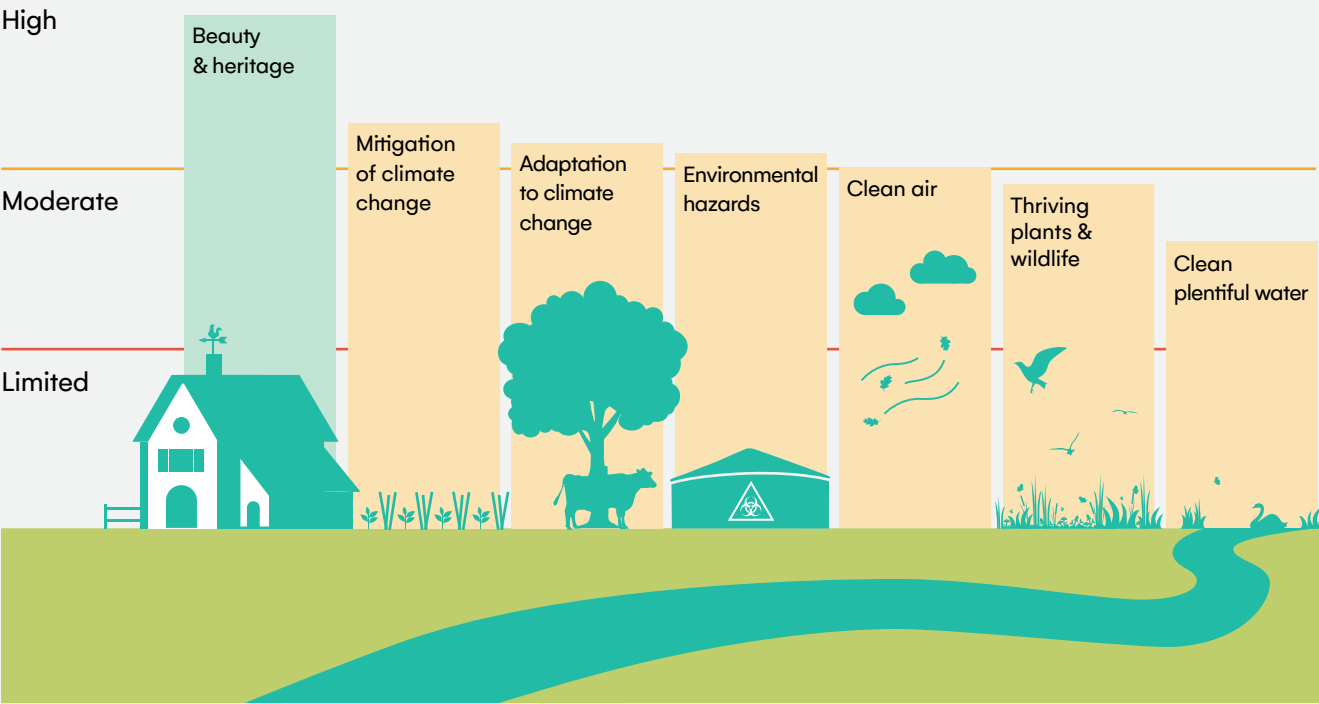 High
Beauty
& heritage
Mitigation
of climate
change
Adaptation
to climate
change
Environmental
hazards
Clean air
Thriving
plants &
wildlife
Clean
plentiful water
Moderate
Limited